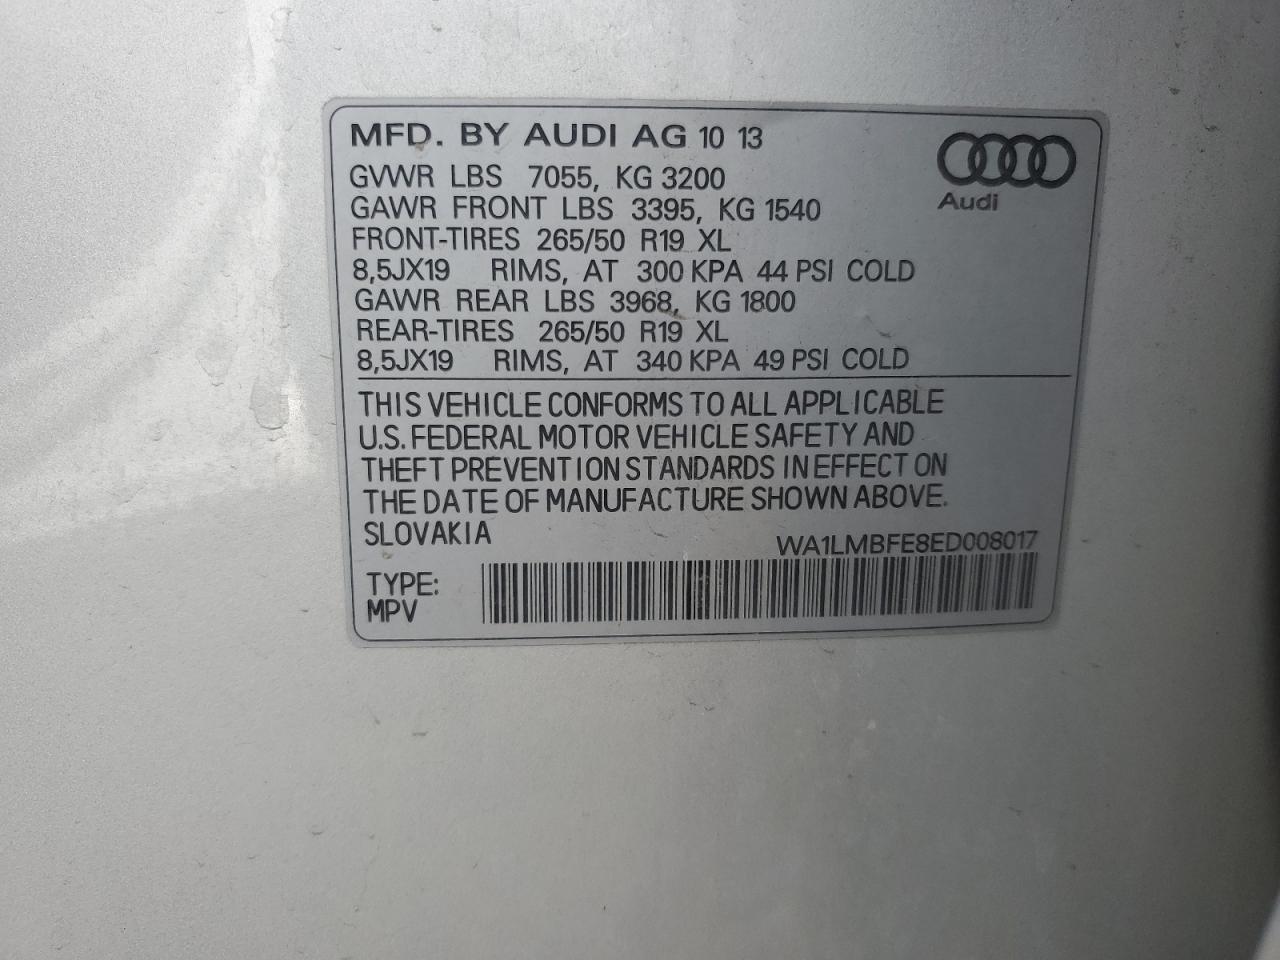 MFD. BY AUDI AG 10 13
GVWR LBS 7055, KG 3200
GAWR FRONT LBS 3395, KG 1540
FRONT-TIRES 265/50 R19 XL
8,5JX19 RIMS, AT 300 KPA 44 PSI COLD
GAWR REAR LBS 3968, KG 1800
REAR-TIRES 265/50 R19 XL
8,5JX19 RIMS, AT 340 KPA 49 PSI COLD
Audi
THIS VEHICLE CONFORMS TO ALL APPLICABLE
U.S. FEDERAL MOTOR VEHICLE SAFETY AND
THEFT PREVENTION STANDARDS IN EFFECT ON
THE DATE OF MANUFACTURE SHOWN ABOVE.
SLOVAKIA
WA1LMBFE8ED008017
TYPE:
MPV